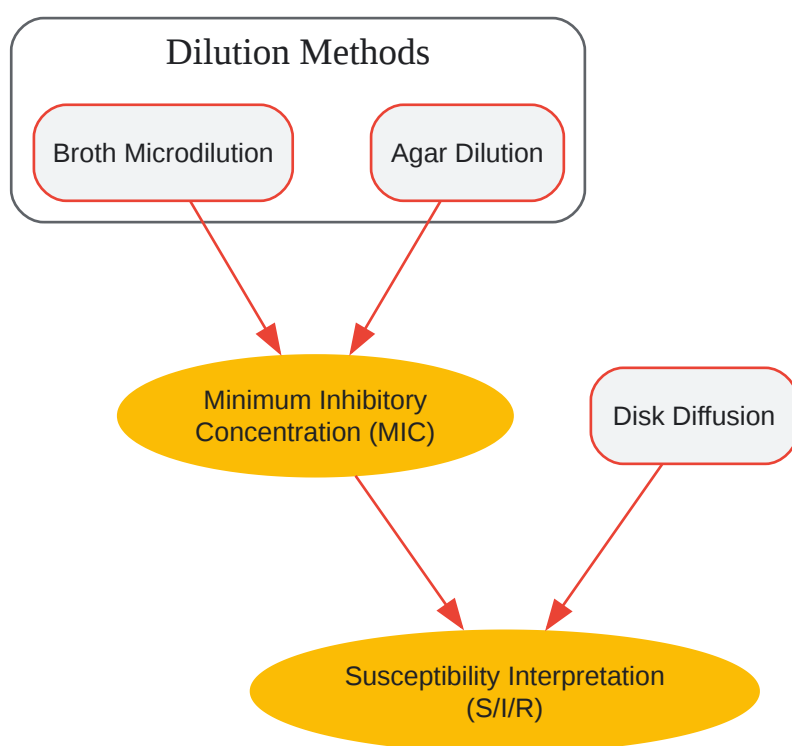 Dilution Methods
Broth Microdilution
Agar Dilution
Minimum Inhibitory
Concentration (MIC)
Disk Diffusion
Susceptibility Interpretation
(S/I/R)